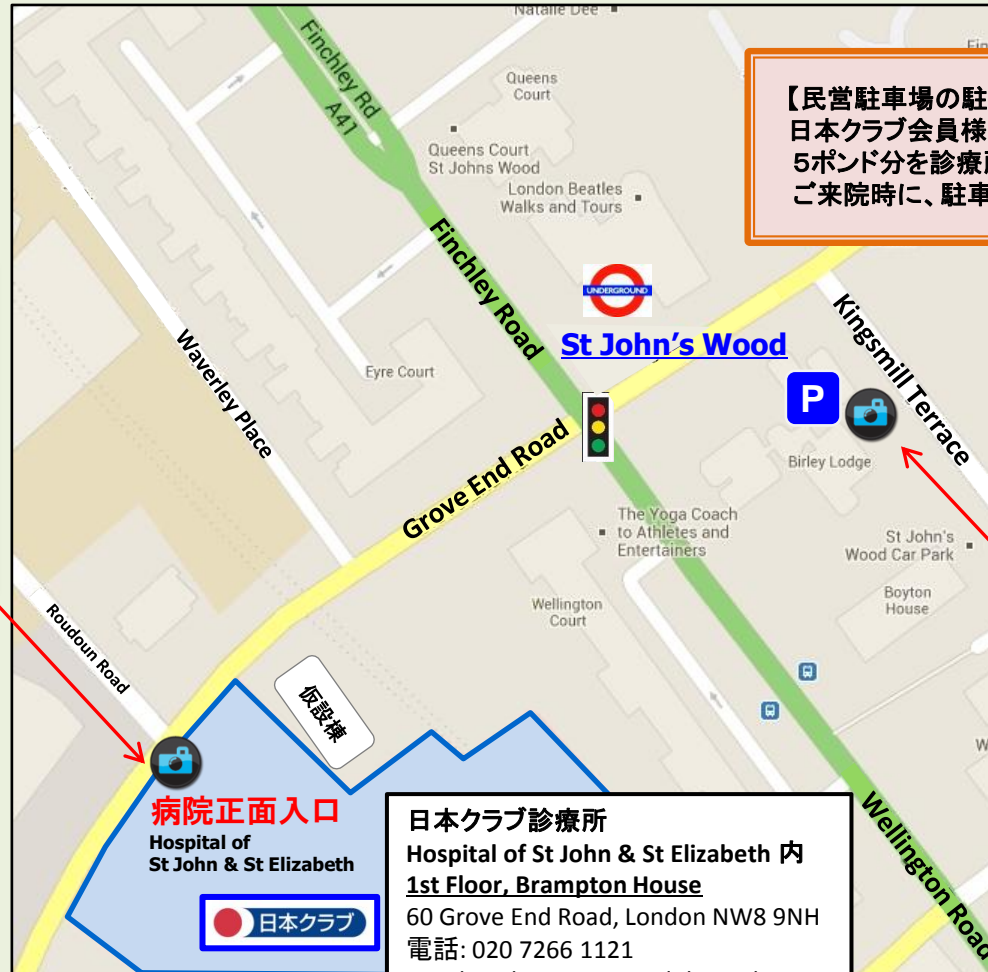 Natalie Dee
Finchley Rd
A41
Queens
Court
【民営駐車場の駐
日本クラブ会員様
5ポンド分を診療
ご来院時に、駐車
Queens Court
St Johns Wood
London Beatles
Walks and Tours
Finchley Road
UNDERGROUND
St John's Wood
Kingsmill Terrace
Waverley Place
Eyre Court
P
Grove End Road
Birley Lodge
The Yoga Coach
to Athletes and
Entertainers
St John's
Wood Car Park
Boyton
House
Wellington
Court
Roudoun Road
仮設棟
病院正面入口
Hospital of
St John & St Elizabeth
日本クラブ
Wellington Road
日本クラブ診療所
Hospital of St John & St Elizabeth 内
1st Floor, Brampton House
60 Grove End Road, London NW8 9NH
電話: 020 7266 1121